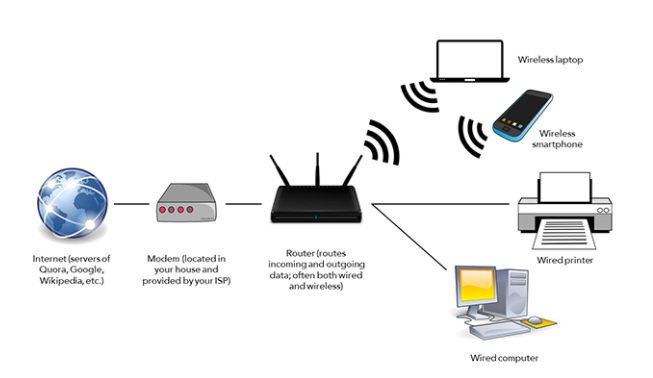 Wireless laptop
Wireless
smartphone
Internet (servers of
Quora, Google,
Wikipedia, etc.)
Modem (located in
your house and
provided by your ISP)
Router (routes
incoming and outgoing
data; often both wired
and wireless)
Wired printer
Wired computer